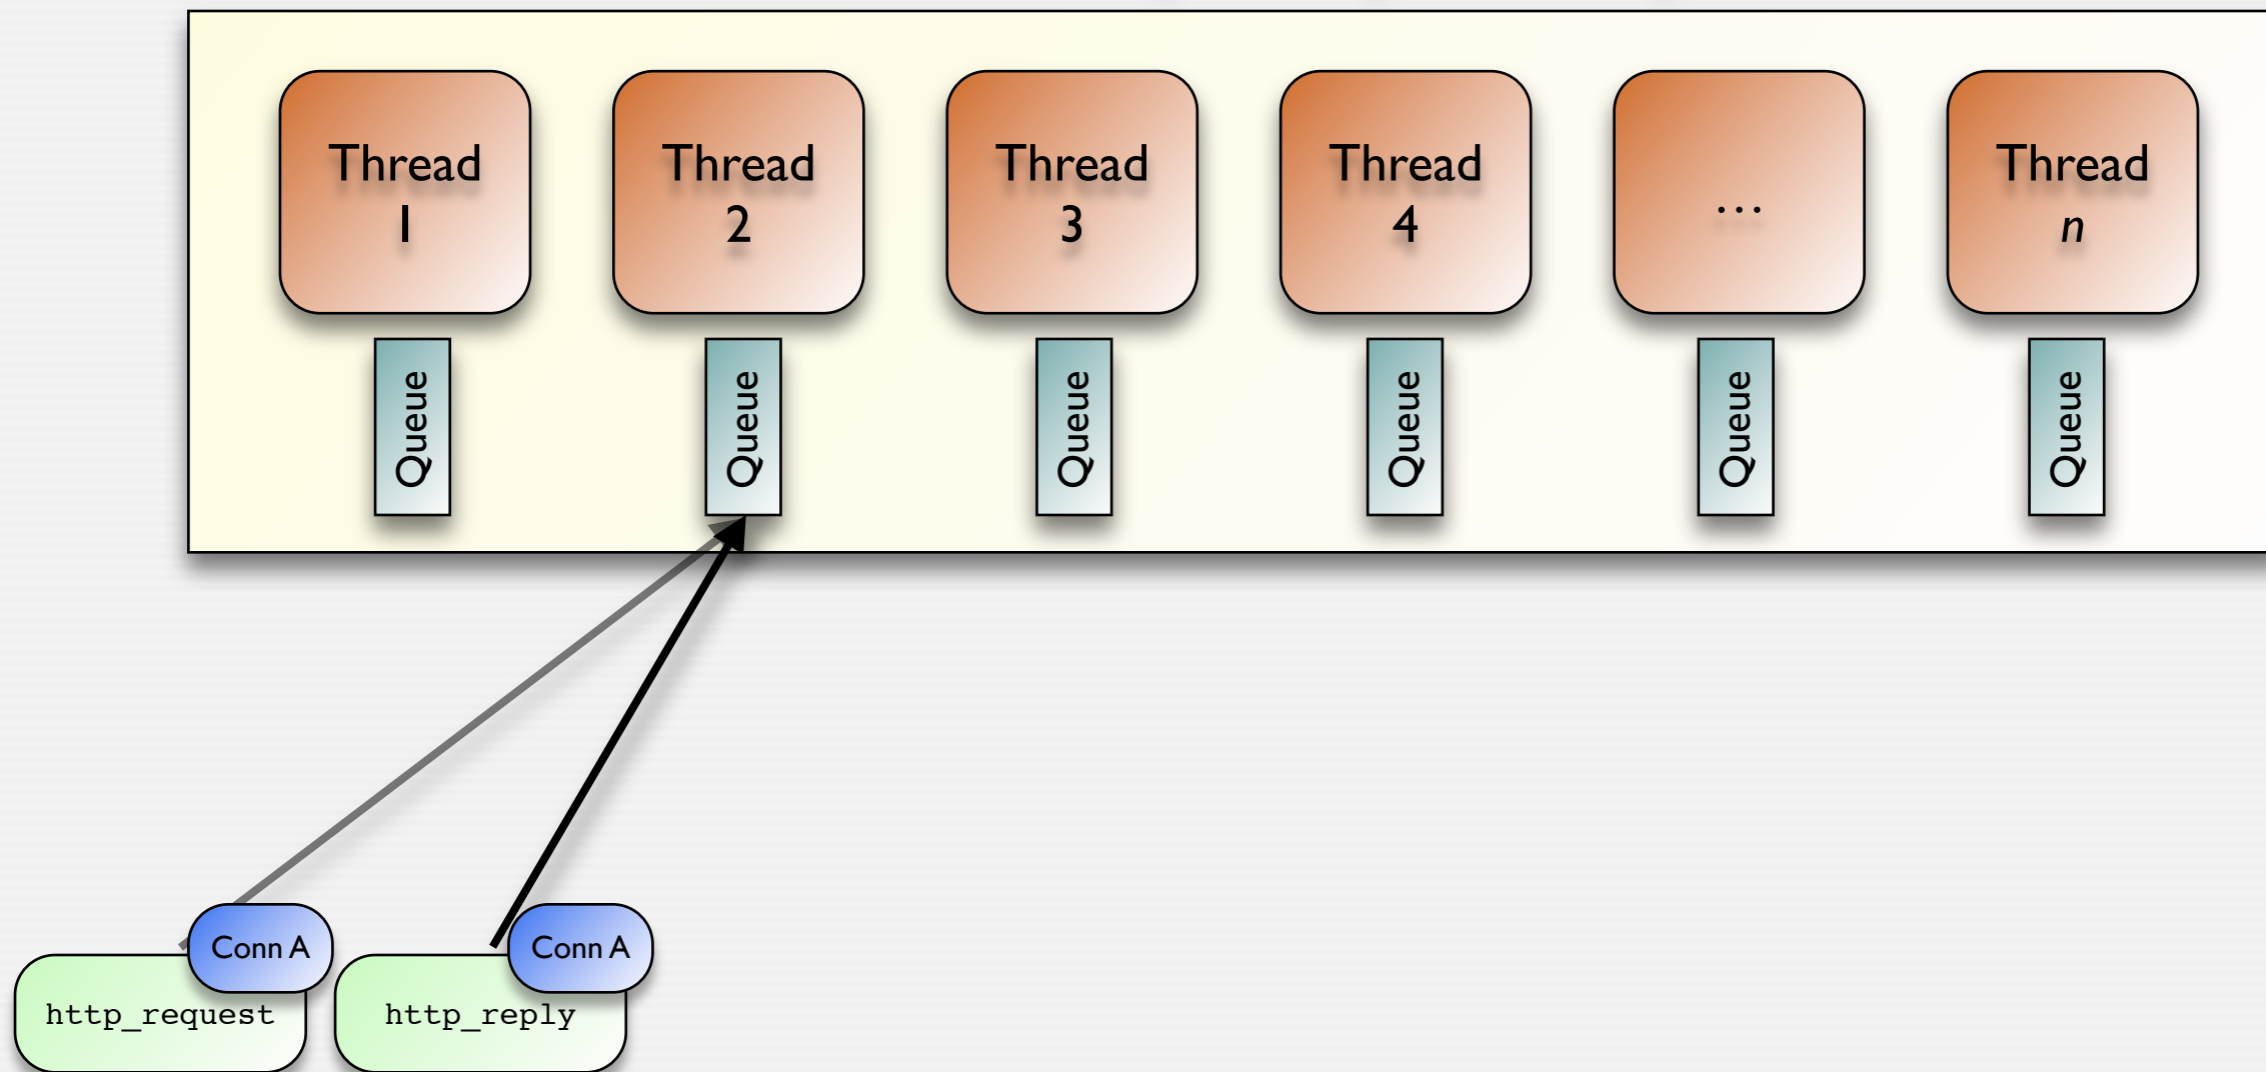 Thread
1
Thread
2
Thread
3
Thread
4
...
Thread
n
Queue
Queue
Queue
Queue
Queue
Queue
Conn A
Conn A
http_request
http_reply